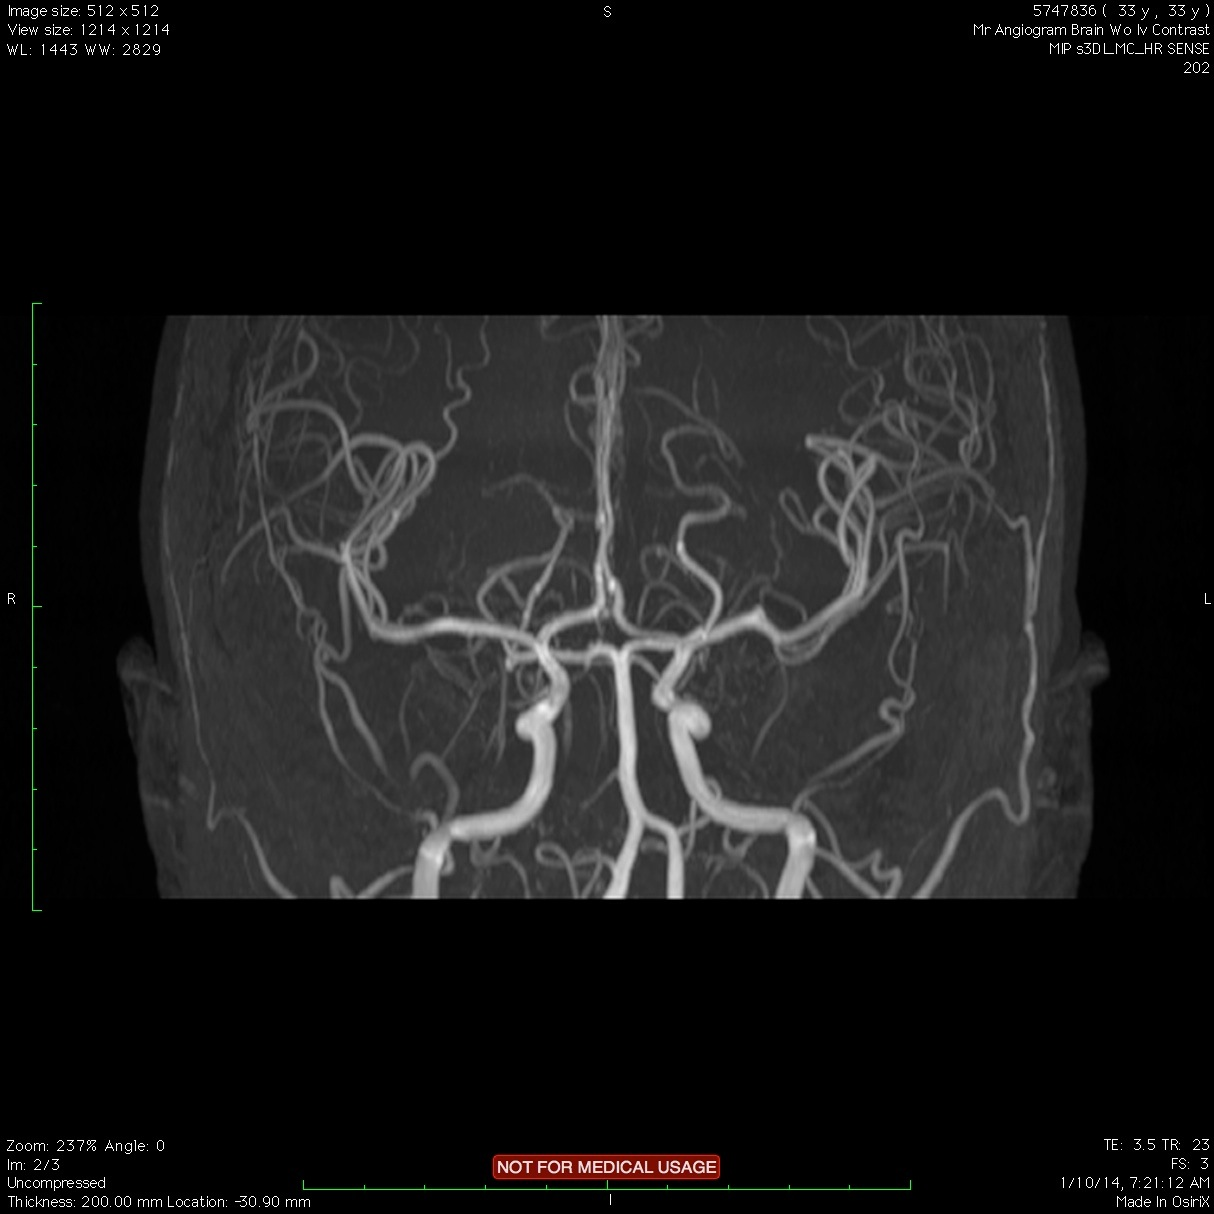 Image size: 512 x 512
View size: 1214 x 1214
WL: 1443 WW: 2829
S
5747836 ( 33 y , 33 y )
Mr Angiogram Brain Wo Iv Contrast
MIP s3DI_MC_HR SENSE
202
R
L
Zoom: 237% Angle: 0
Im: 2/3
Uncompressed
Thickness: 200.00 mm Location: -30.90 mm
NOT FOR MEDICAL USAGE
I
TE: 3.5 TR: 23
FS: 3
1/10/14, 7:21:12 AM
Made In OsiriX